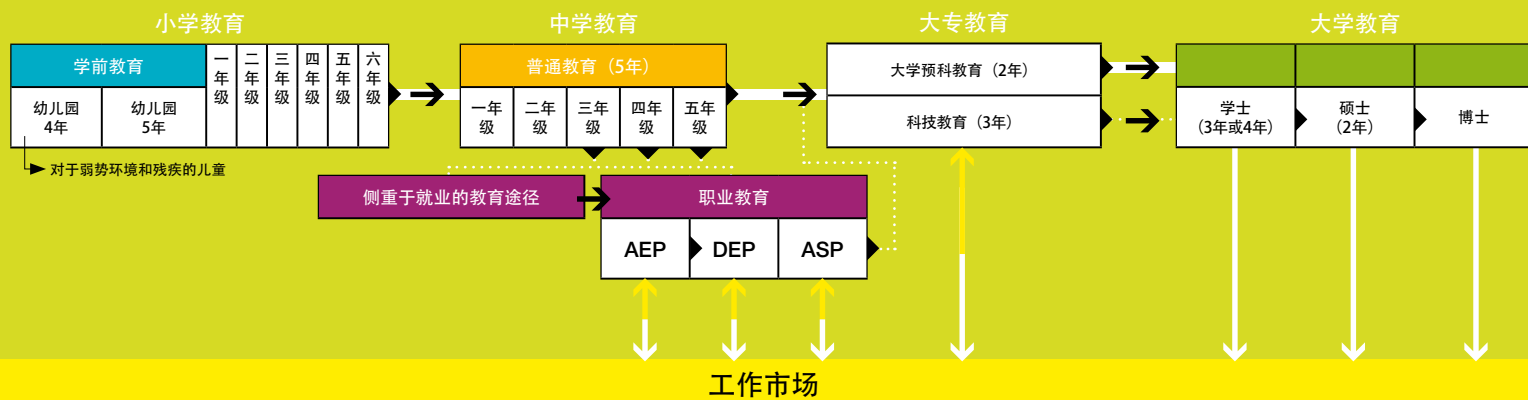 小学教育
中学教育
大专教育
大学教育
学前教育
幼儿园
4年
幼儿园
5年
一年级
二年级
三年级
四年级
五年级
六年级
对于弱势环境和残疾的儿童
普通教育（5年）
一年
级
二年
级
三年
级
四年
级
五年
级
侧重于就业的教育途径
职业教育
AEP
DEP
ASP
大学预科教育（2年）
科技教育（3年）
学士
（3年或4年）
硕士
（2年）
博士
工作市场